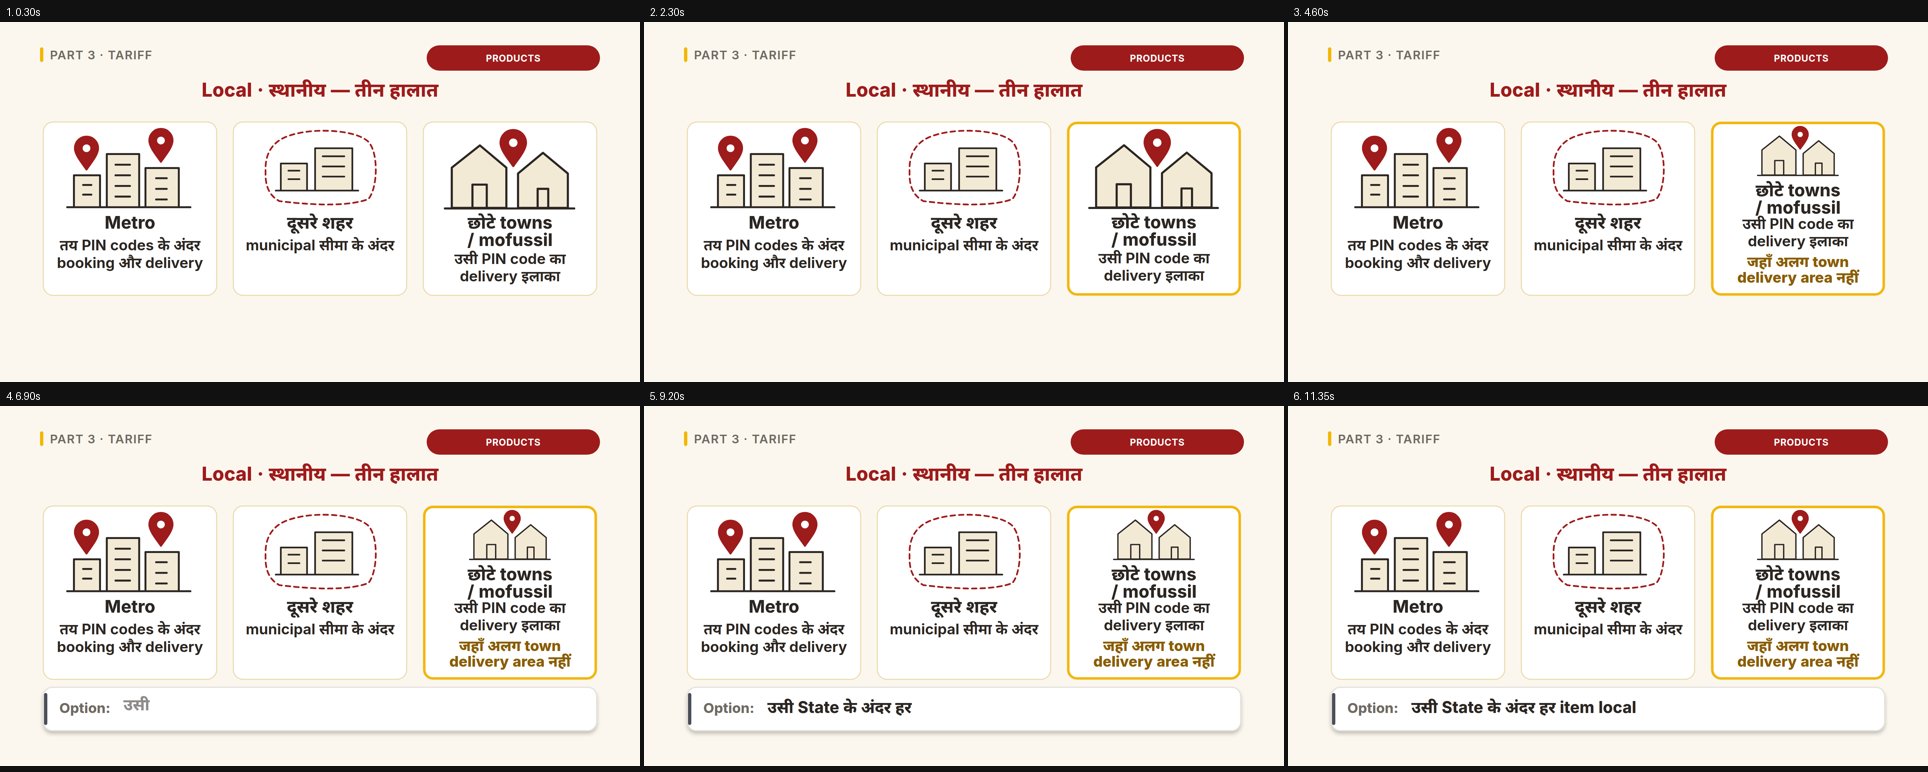 1. 0.30s
PART 3 · TARIFF
PRODUCTS
Local · स्थानीय — तीन हालात
Metro
तय PIN codes के अंदर
booking और delivery
दूसरे शहर
municipal सीमा के अंदर
छोटे towns
/ mofussil
उसी PIN code का
delivery इलाका
2. 2.30s
PART 3 · TARIFF
PRODUCTS
Local · स्थानीय — तीन हालात
Metro
तय PIN codes के अंदर
booking और delivery
दूसरे शहर
municipal सीमा के अंदर
छोटे towns
/ mofussil
उसी PIN code का
delivery इलाका
3. 4.60s
PART 3 · TARIFF
PRODUCTS
Local · स्थानीय — तीन हालात
Metro
तय PIN codes के अंदर
booking और delivery
दूसरे शहर
municipal सीमा के अंदर
छोटे towns
/ mofussil
उसी PIN code का
delivery इलाका
जहाँ अलग town
delivery area नहीं
4. 6.90s
PART 3 · TARIFF
PRODUCTS
Local · स्थानीय — तीन हालात
Metro
तय PIN codes के अंदर
booking और delivery
दूसरे शहर
municipal सीमा के अंदर
छोटे towns
/ mofussil
उसी PIN code का
delivery इलाका
जहाँ अलग town
delivery area नहीं
Option: उसी
5. 9.20s
PART 3 · TARIFF
PRODUCTS
Local · स्थानीय — तीन हालात
Metro
तय PIN codes के अंदर
booking और delivery
दूसरे शहर
municipal सीमा के अंदर
छोटे towns
/ mofussil
उसी PIN code का
delivery इलाका
जहाँ अलग town
delivery area नहीं
Option: उसी State के अंदर हर
6. 11.35s
PART 3 · TARIFF
PRODUCTS
Local · स्थानीय — तीन हालात
Metro
तय PIN codes के अंदर
booking और delivery
दूसरे शहर
municipal सीमा के अंदर
छोटे towns
/ mofussil
उसी PIN code का
delivery इलाका
जहाँ अलग town
delivery area नहीं
Option: उसी State के अंदर हर item local